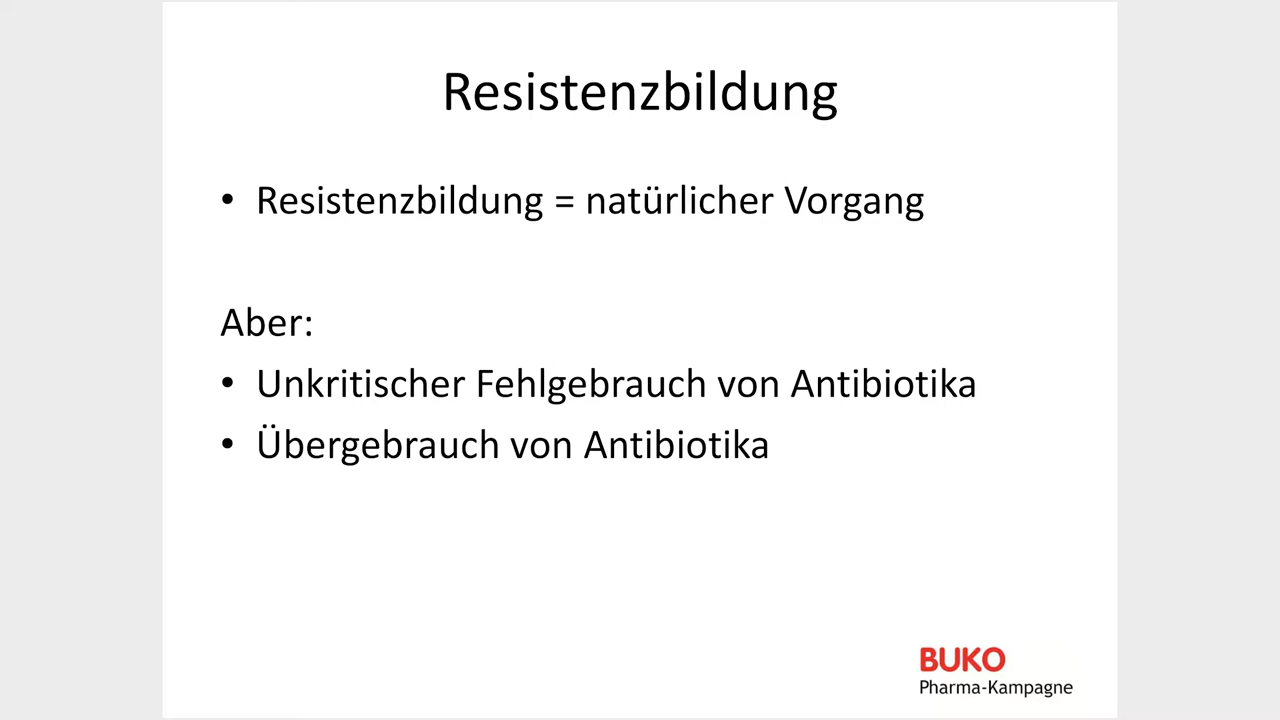 Resistenzbildung
• Resistenzbildung = natürlicher Vorgang
Aber:
• Unkritischer Fehlgebrauch von Antibiotika
• Übergebrauch von Antibiotika
BUKO
Pharma-Kampagne